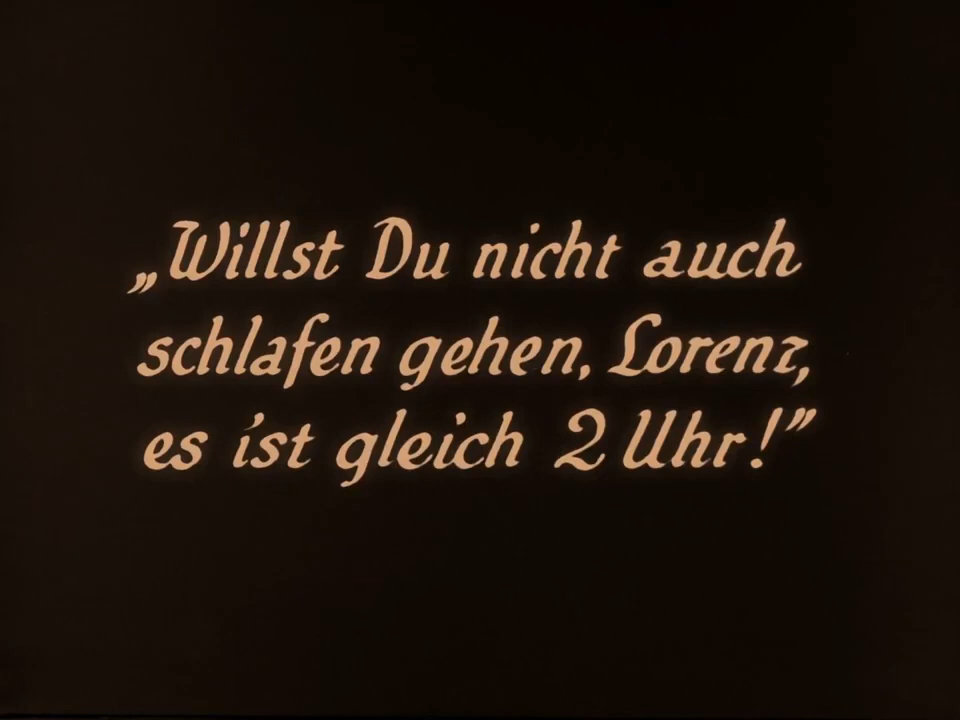 „Willst Du nicht auch
schlafen gehen, Lorenz,
es ist gleich 2 Uhr!”